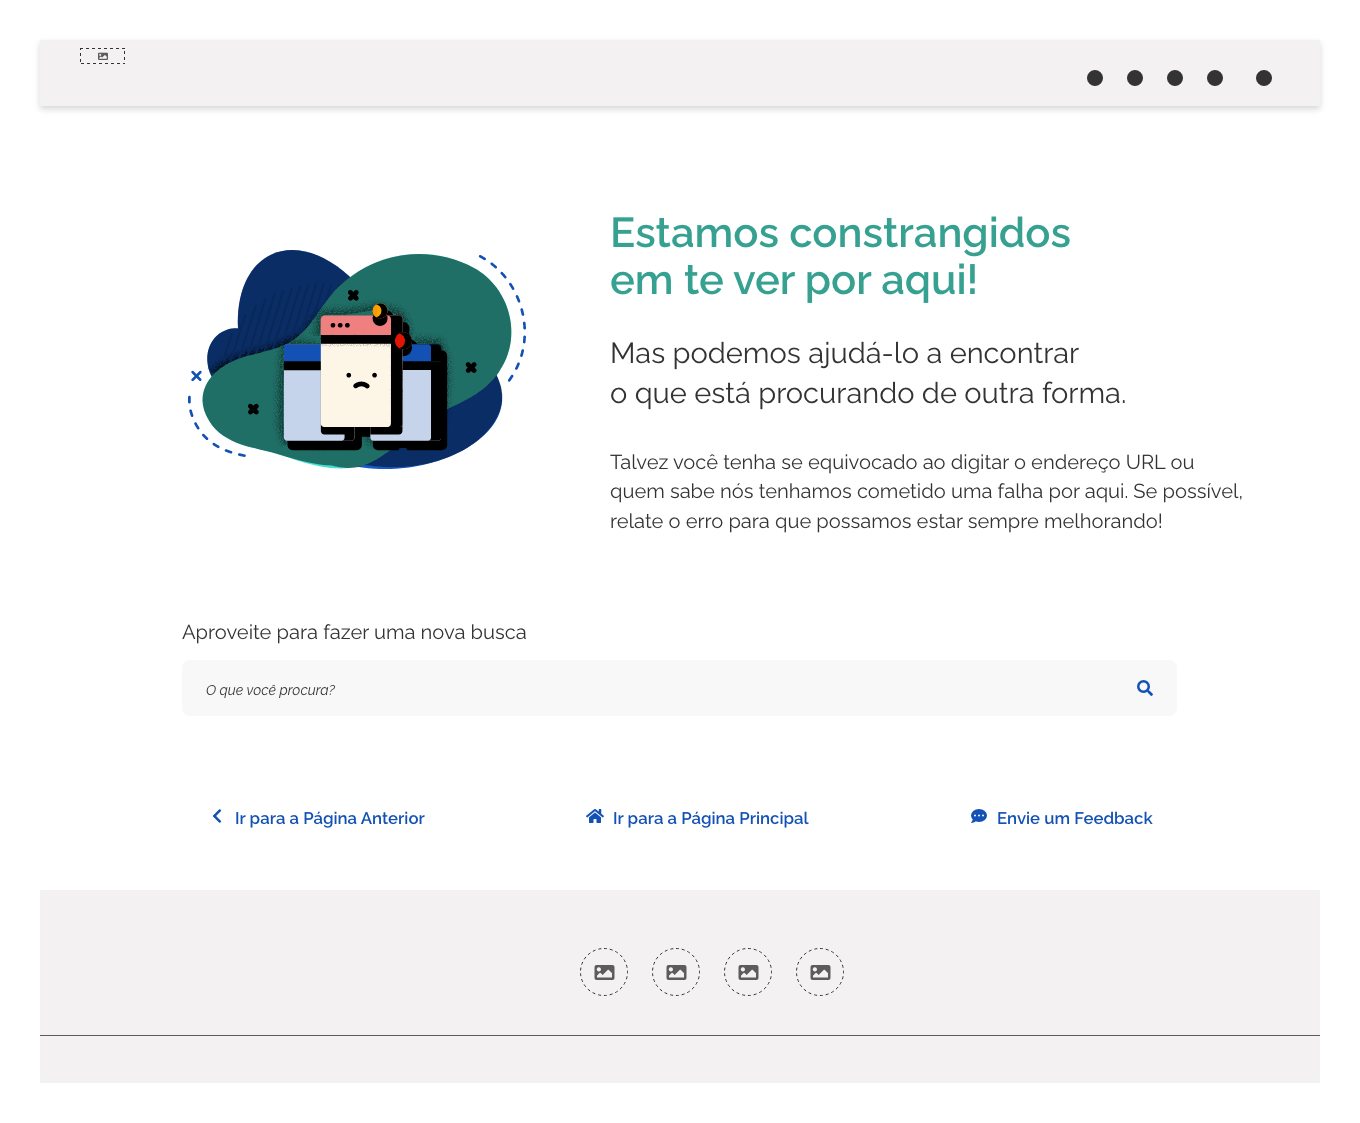 Estamos constrangidos
em te ver por aqui!
Mas podemos ajudá-lo a encontrar
o que está procurando de outra forma.
Talvez você tenha se equivocado ao digitar o endereço URL ou
quem sabe nós tenhamos cometido uma falha por aqui. Se possível,
relate o erro para que possamos estar sempre melhorando!
Aproveite para fazer uma nova busca
O que você procura?
Ir para a Página Anterior
Ir para a Página Principal
Envie um Feedback